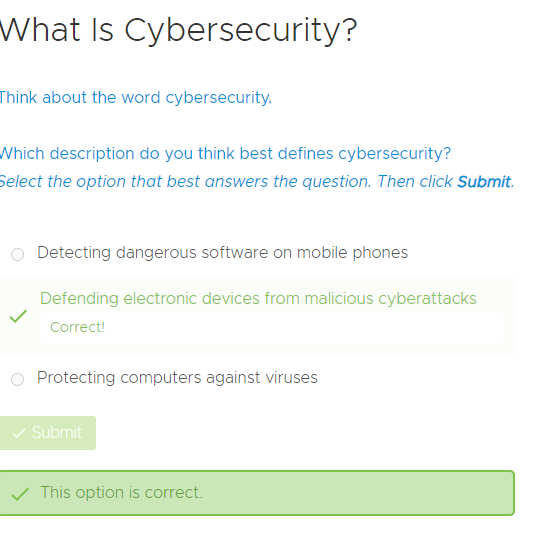 What Is Cybersecurity?
Think about the word cybersecurity.
Which description do you think best defines cybersecurity?
Select the option that best answers the question. Then click Submit.
Detecting dangerous software on mobile phones
Defending electronic devices from malicious cyberattacks
Correct!
Protecting computers against viruses
Submit
This option is correct.